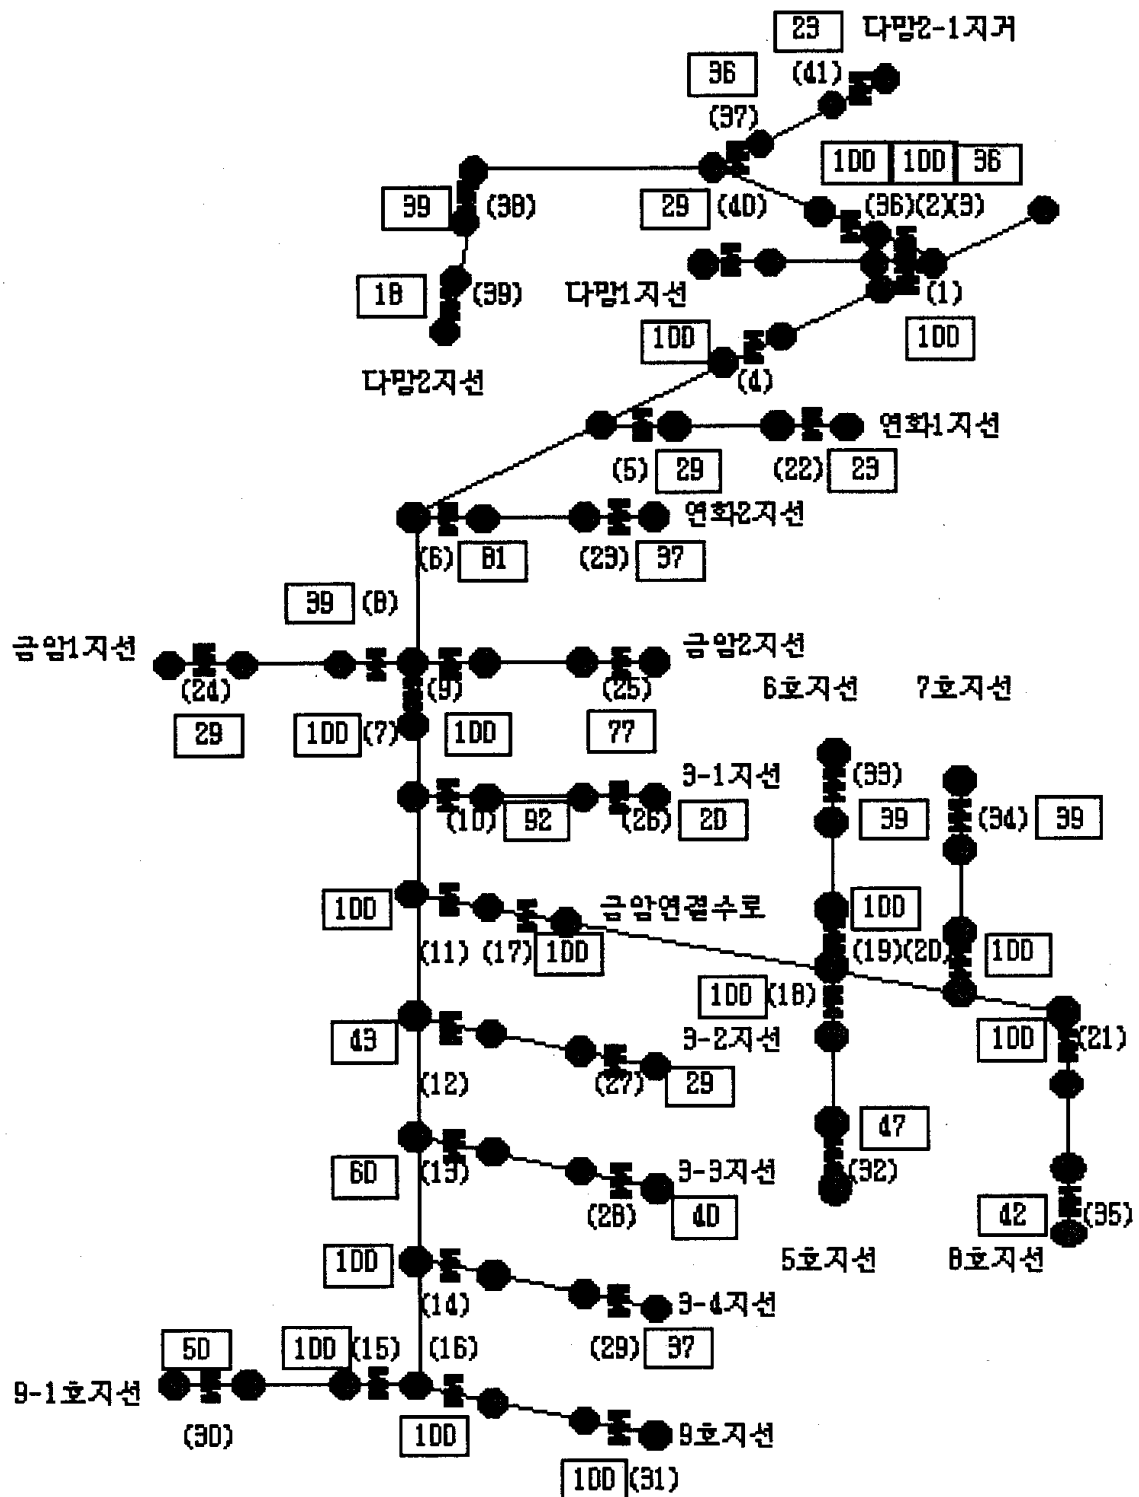 23 다망2-1지거
36 (41)
(37)
100 100 36
39 (38) 29 (40) (36)(2)(3)
18 (39) 다망1지선 (1)
100 100
다망2지선 (4)
연화1지선
(5) 29 (22) 23
연화2지선
(6) 81 (23) 37
39 (8)
금암1지선 금암2지선
(24) (9) (25) 6호지선 7호지선
29 100 (7) 100 77
3-1지선 (33)
(10) 92 (26) 20 39 (34) 39
100 금암연결수로 100
(11) (17) 100 (19)(20) 100
100 (18)
43 3-2지선 100 (21)
(12) (27) 29
47
60 (13) 3-3지선 (32)
(28) 40 42 (35)
100 5호지선 8호지선
(14) 3-4지선
50 100 (15) (16) (29) 37
9-1호지선
(30) 100 9호지선
100 (31)